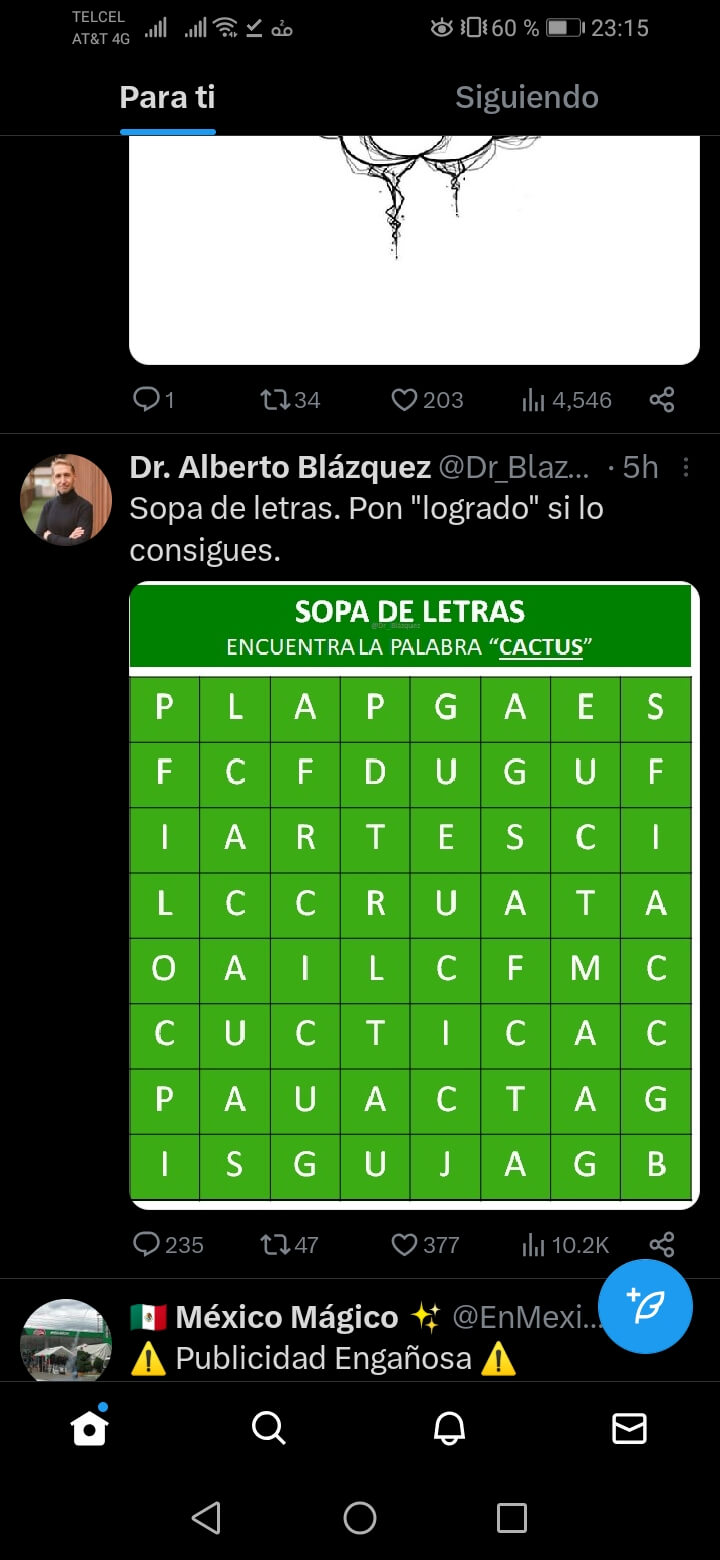 TELCEL
AT&T 4G
60 %
23:15
Para ti
Siguiendo
1
34
203
4,546
Dr. Alberto Blázquez @Dr_Blaz... · 5h
Sopa de letras. Pon "logrado" si lo
consigues.
SOPA DE LETRAS
@Dr_Blazquez
ENCUENTRA LA PALABRA “CACTUS”
P L A P G A E S
F C F D U G U F
I A R T E S C I
L C C R U A T A
O A I L C F M C
C U C T I C A C
P A U A C T A G
I S G U J A G B
235
47
377
10.2K
México Mágico @EnMexi...
Publicidad Engañosa